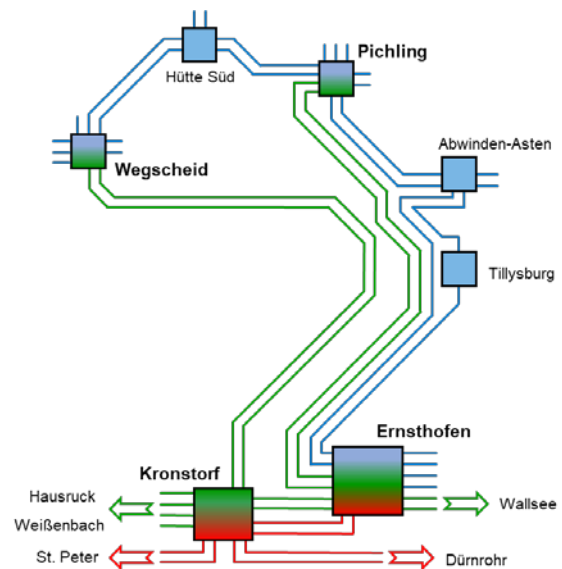 Pichling
Hütte Süd
Abwinden-Asten
Wegscheid
Tillysburg
Ernsthofen
Kronstorf
Hausruck
Wallsee
Weißenbach
St. Peter
Dürnrohr